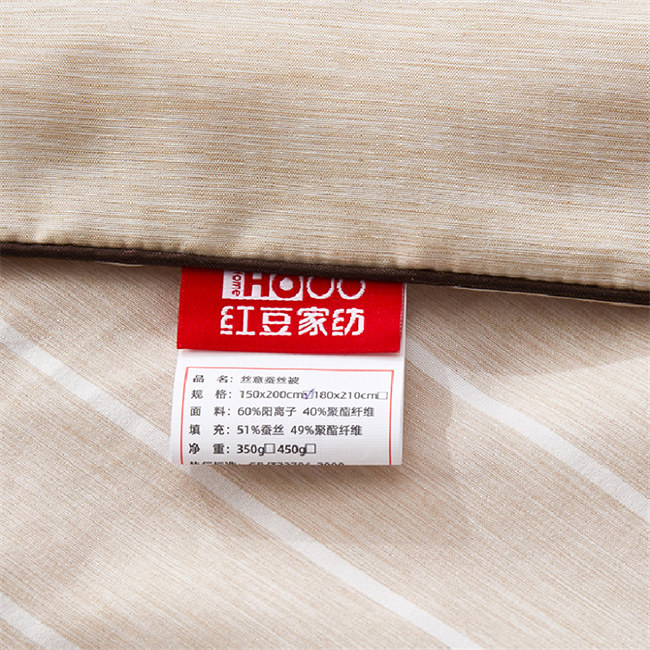 Home
HODO
红豆家纺
品 名：丝意蚕丝被
规 格：150x200cm☑180x210cm□
面 料：60%阳离子 40%聚酯纤维
填 充：51%蚕丝 49%聚酯纤维
净 重：350g□450g□